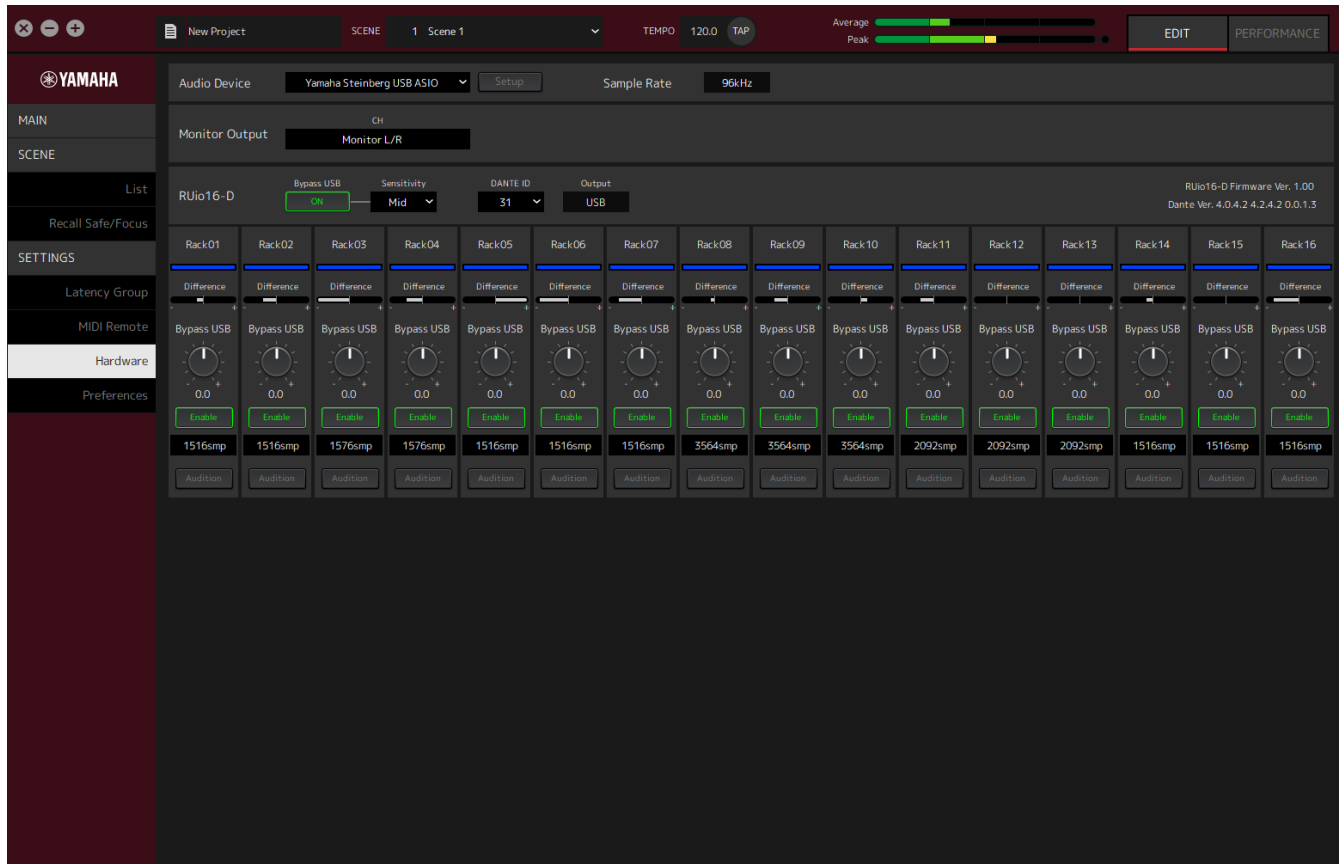 New Project SCENE 1 Scene 1 TEMPO 120.0 TAP Average Peak EDIT PERFORMANCE
YAMAHA
MAIN
SCENE
List
Recall Safe/Focus
SETTINGS
Latency Group
MIDI Remote
Hardware
Preferences
Audio Device Yamaha Steinberg USB ASIO Setup Sample Rate 96kHz
CH
Monitor Output Monitor L/R
Bypass USB Sensitivity DANTE ID Output
RUio16-D ON Mid 31 USB
RUio16-D Firmware Ver. 1.00
Dante Ver. 4.0.4.2 4.2.4.2 0.0.1.3
Rack01 Rack02 Rack03 Rack04 Rack05 Rack06 Rack07 Rack08 Rack09 Rack10 Rack11 Rack12 Rack13 Rack14 Rack15 Rack16
Difference Difference Difference Difference Difference Difference Difference Difference Difference Difference Difference Difference Difference Difference Difference Difference
- + - + - + - + - + - + - + - + - + - + - + - + - + - + - + - +
Bypass USB Bypass USB Bypass USB Bypass USB Bypass USB Bypass USB Bypass USB Bypass USB Bypass USB Bypass USB Bypass USB Bypass USB Bypass USB Bypass USB Bypass USB Bypass USB
- + - + - + - + - + - + - + - + - + - + - + - + - + - + - + - +
0.0 0.0 0.0 0.0 0.0 0.0 0.0 0.0 0.0 0.0 0.0 0.0 0.0 0.0 0.0 0.0
Enable Enable Enable Enable Enable Enable Enable Enable Enable Enable Enable Enable Enable Enable Enable Enable
1516smp 1516smp 1576smp 1576smp 1516smp 1516smp 1516smp 3564smp 3564smp 3564smp 2092smp 2092smp 2092smp 1516smp 1516smp 1516smp
Audition Audition Audition Audition Audition Audition Audition Audition Audition Audition Audition Audition Audition Audition Audition Audition